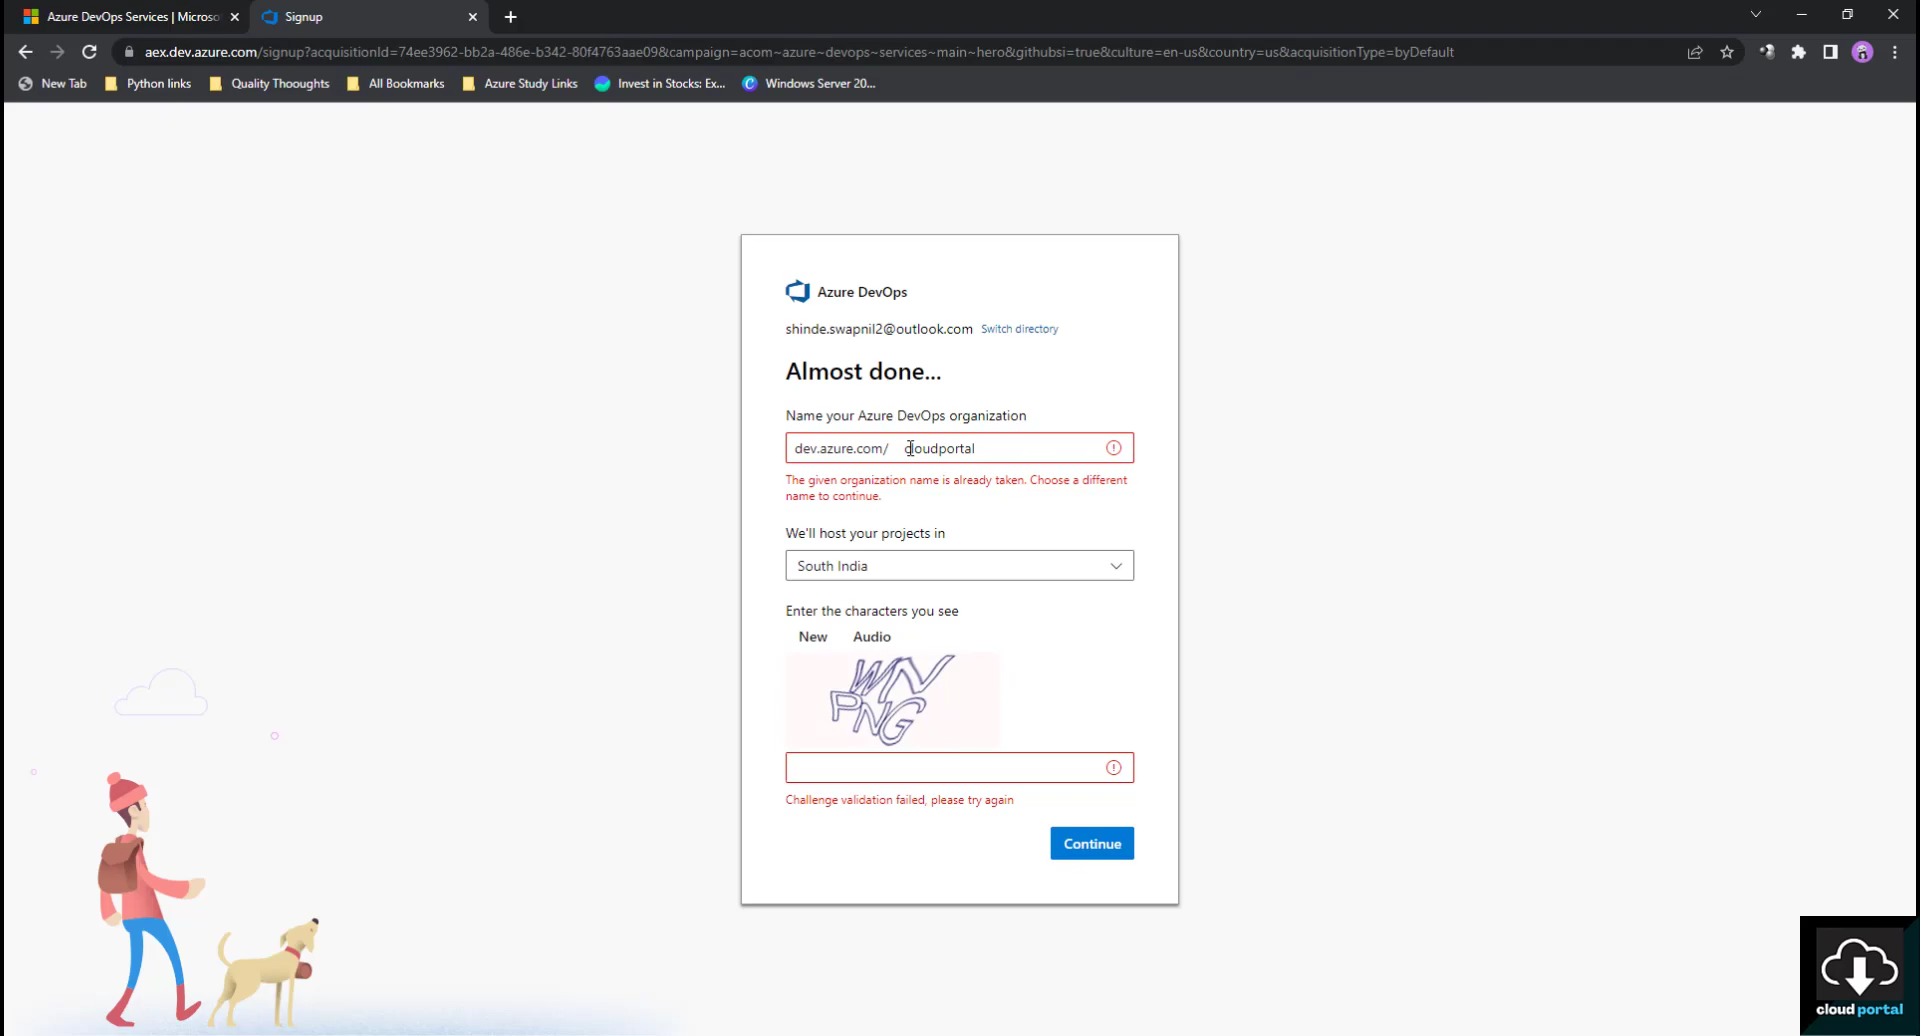 Azure DevOps Services | Microso
Signup
aex.dev.azure.com/signup?acquisitionId=74ee3962-bb2a-486e-b342-80f4763aae09&campaign=acom~azure~devops~services~main~hero&githubsi=true&culture=en-us&country=us&acquisitionType=byDefault
New Tab
Python links
Quality Thooughts
All Bookmarks
Azure Study Links
Invest in Stocks: Ex...
Windows Server 20...
Azure DevOps
shinde.swapnil2@outlook.com Switch directory
Almost done...
Name your Azure DevOps organization
dev.azure.com/ cloudportal
The given organization name is already taken. Choose a different
name to continue.
We'll host your projects in
South India
Enter the characters you see
New Audio
WN
PNG
Challenge validation failed, please try again
Continue
cloud portal